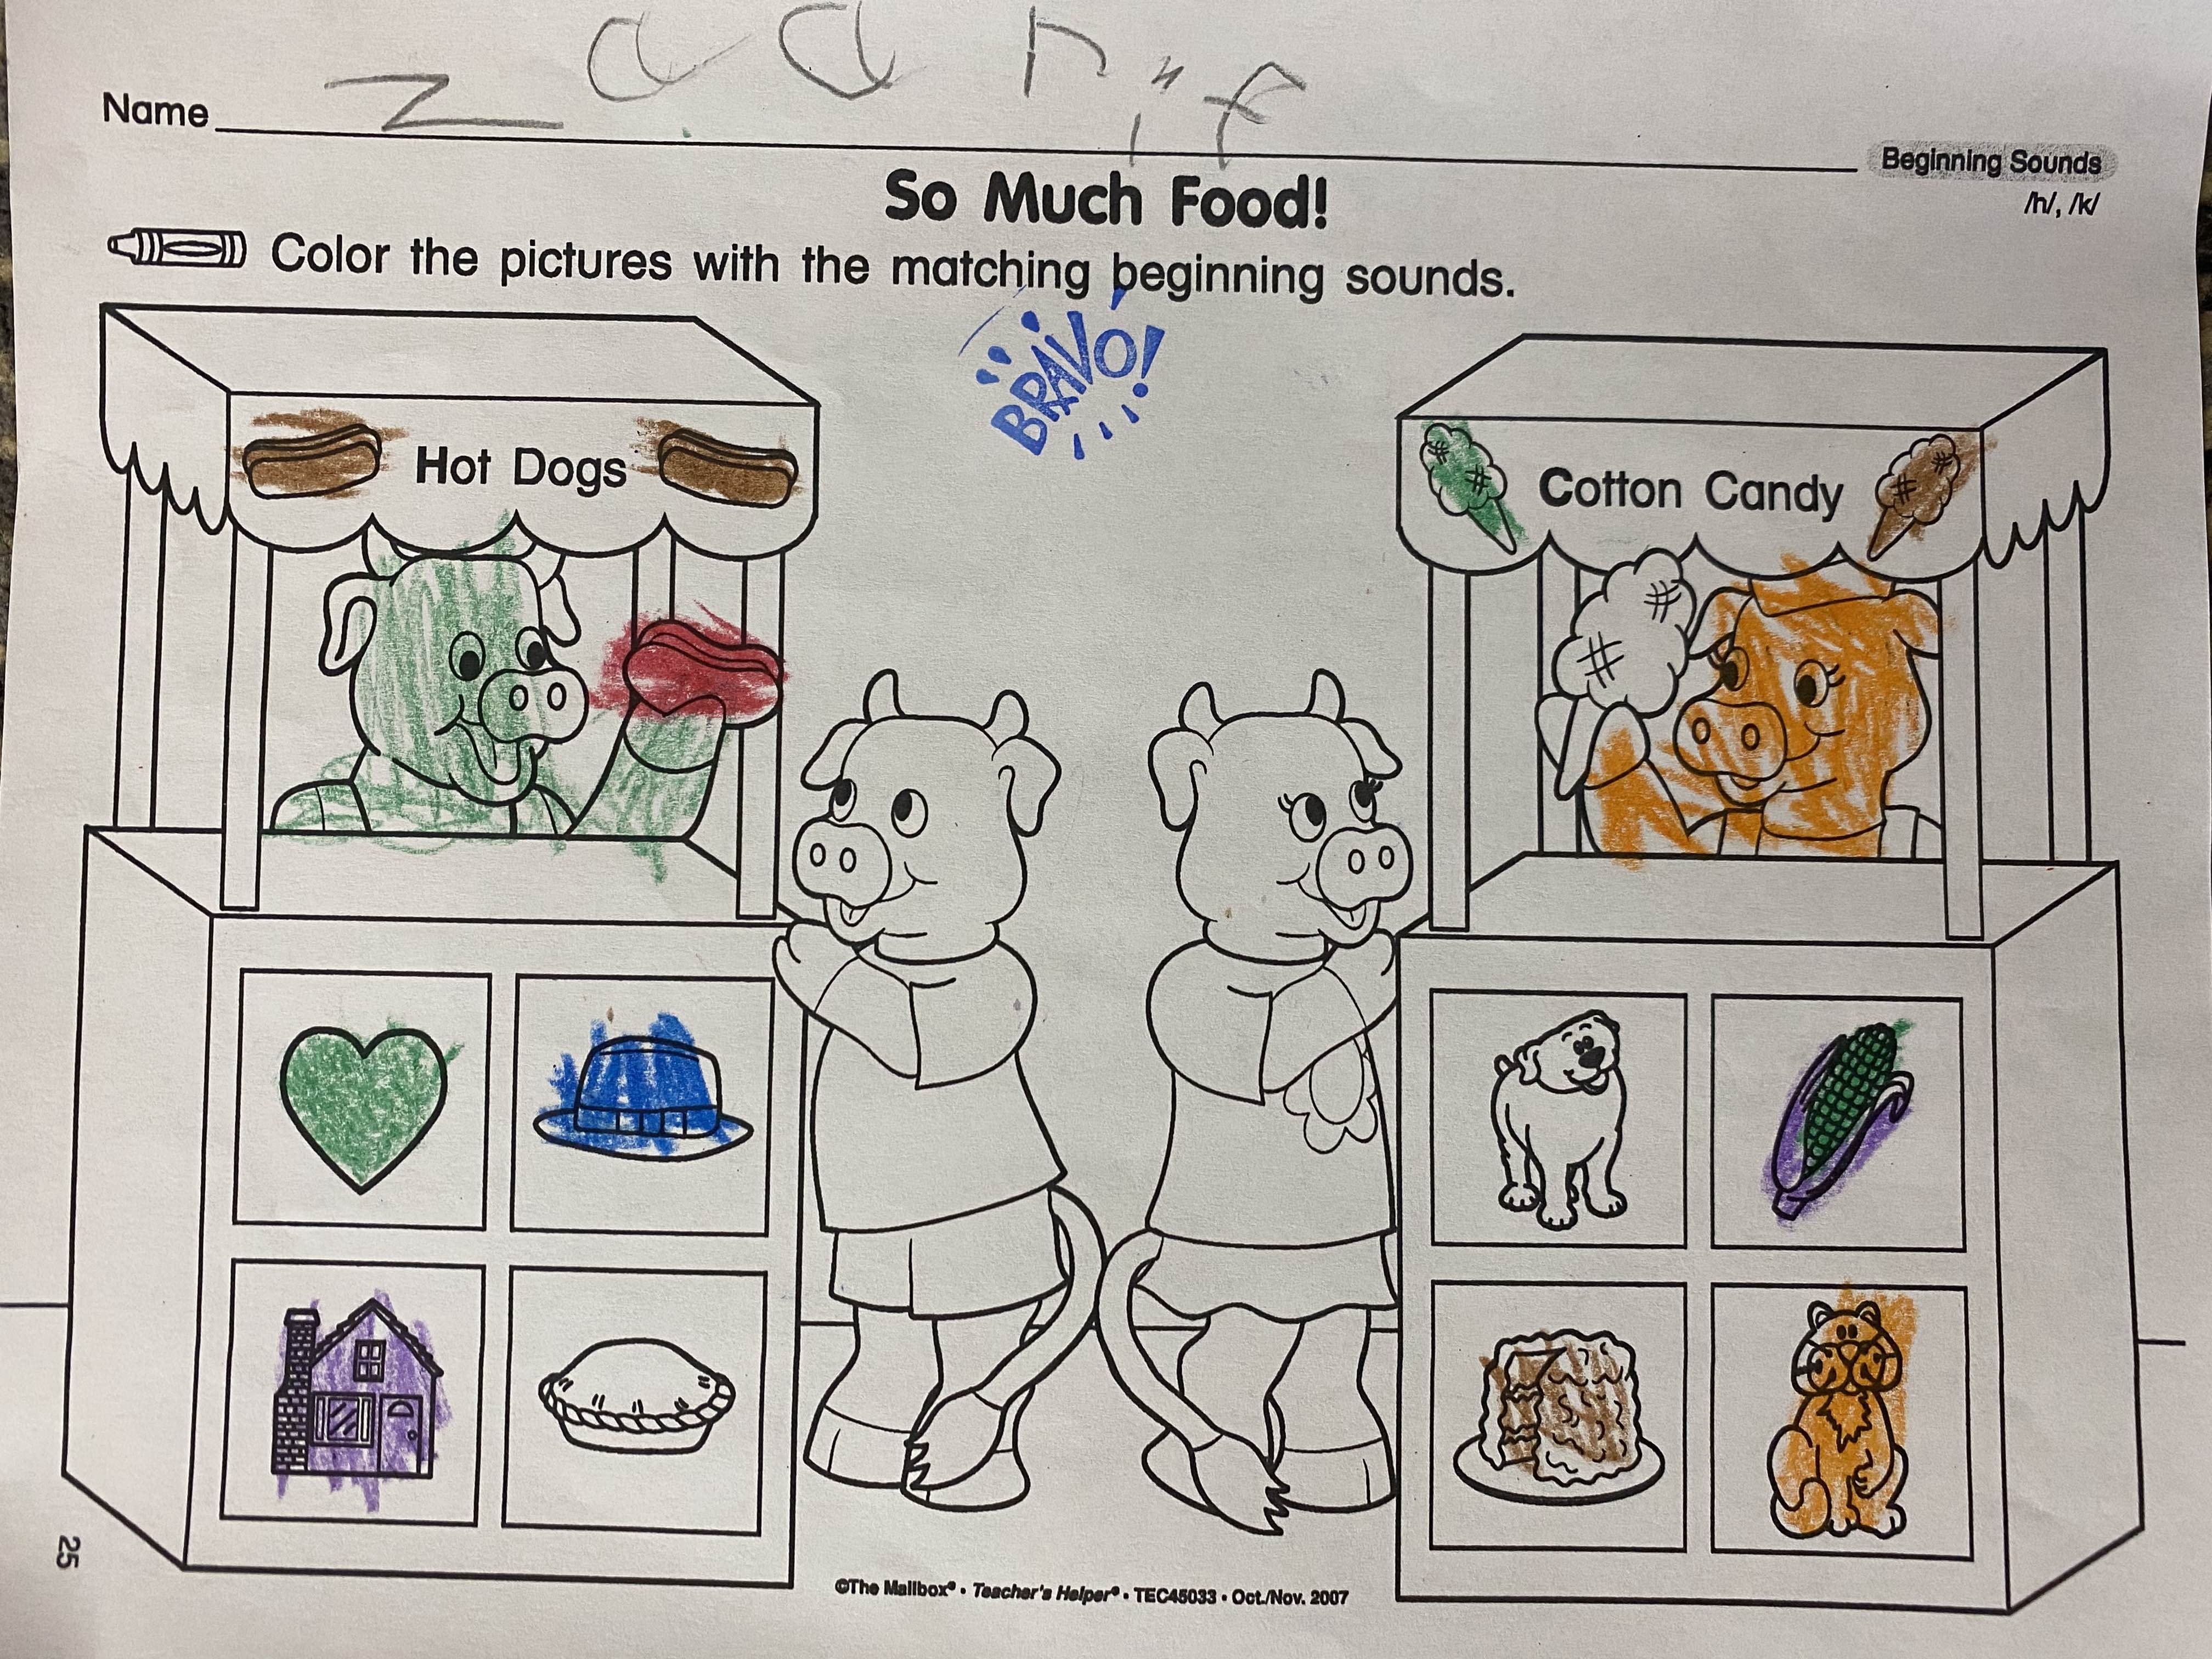 Name Zaarif
Beginning Sounds
/h/, /k/
So Much Food!
Color the pictures with the matching beginning sounds.
BRAVO!
Hot Dogs
Cotton Candy
25
©The Mailbox® • Teacher's Helper® • TEC45033 • Oct./Nov. 2007